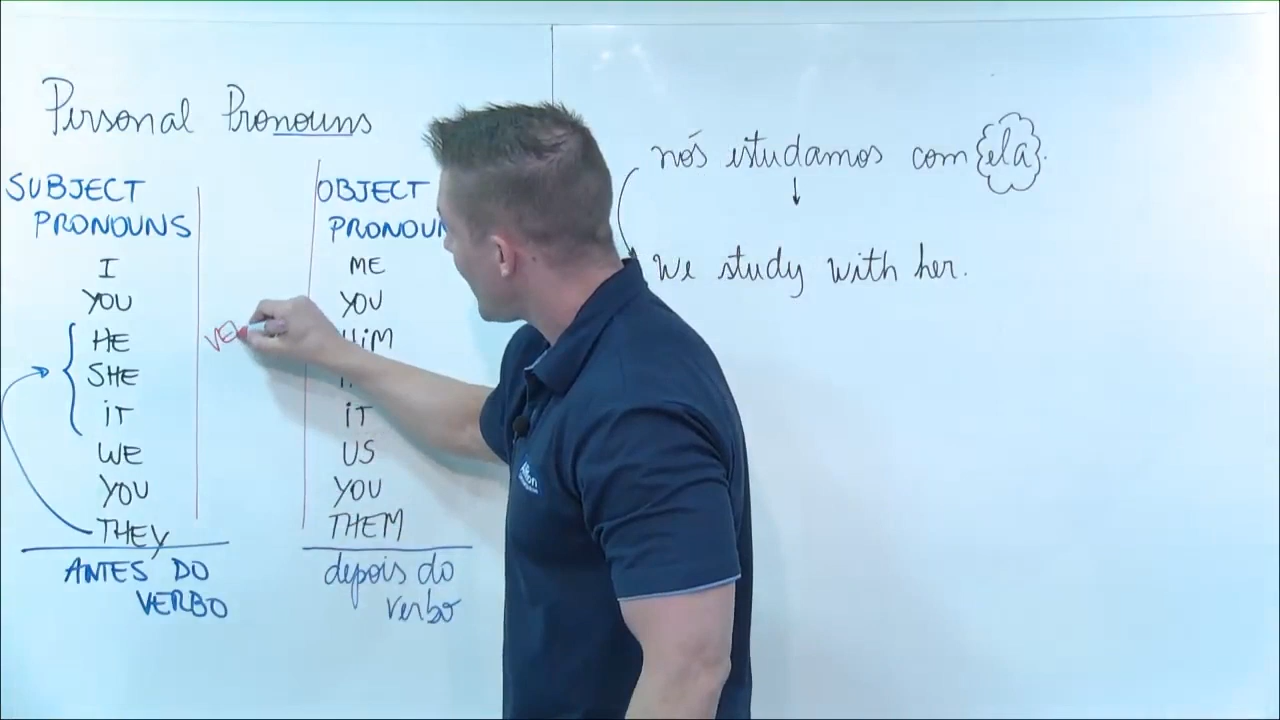 Personal Pronouns
SUBJECT
PRONOUNS
I
YOU
HE
SHE
iT
WE
YOU
THEY
ANTES DO
VERBO
VE
OBJECT
PRONOUN
ME
YOU
HiM
iT
US
YOU
THEM
depois do
verbo
nós estudamos com ela.
We study with her.